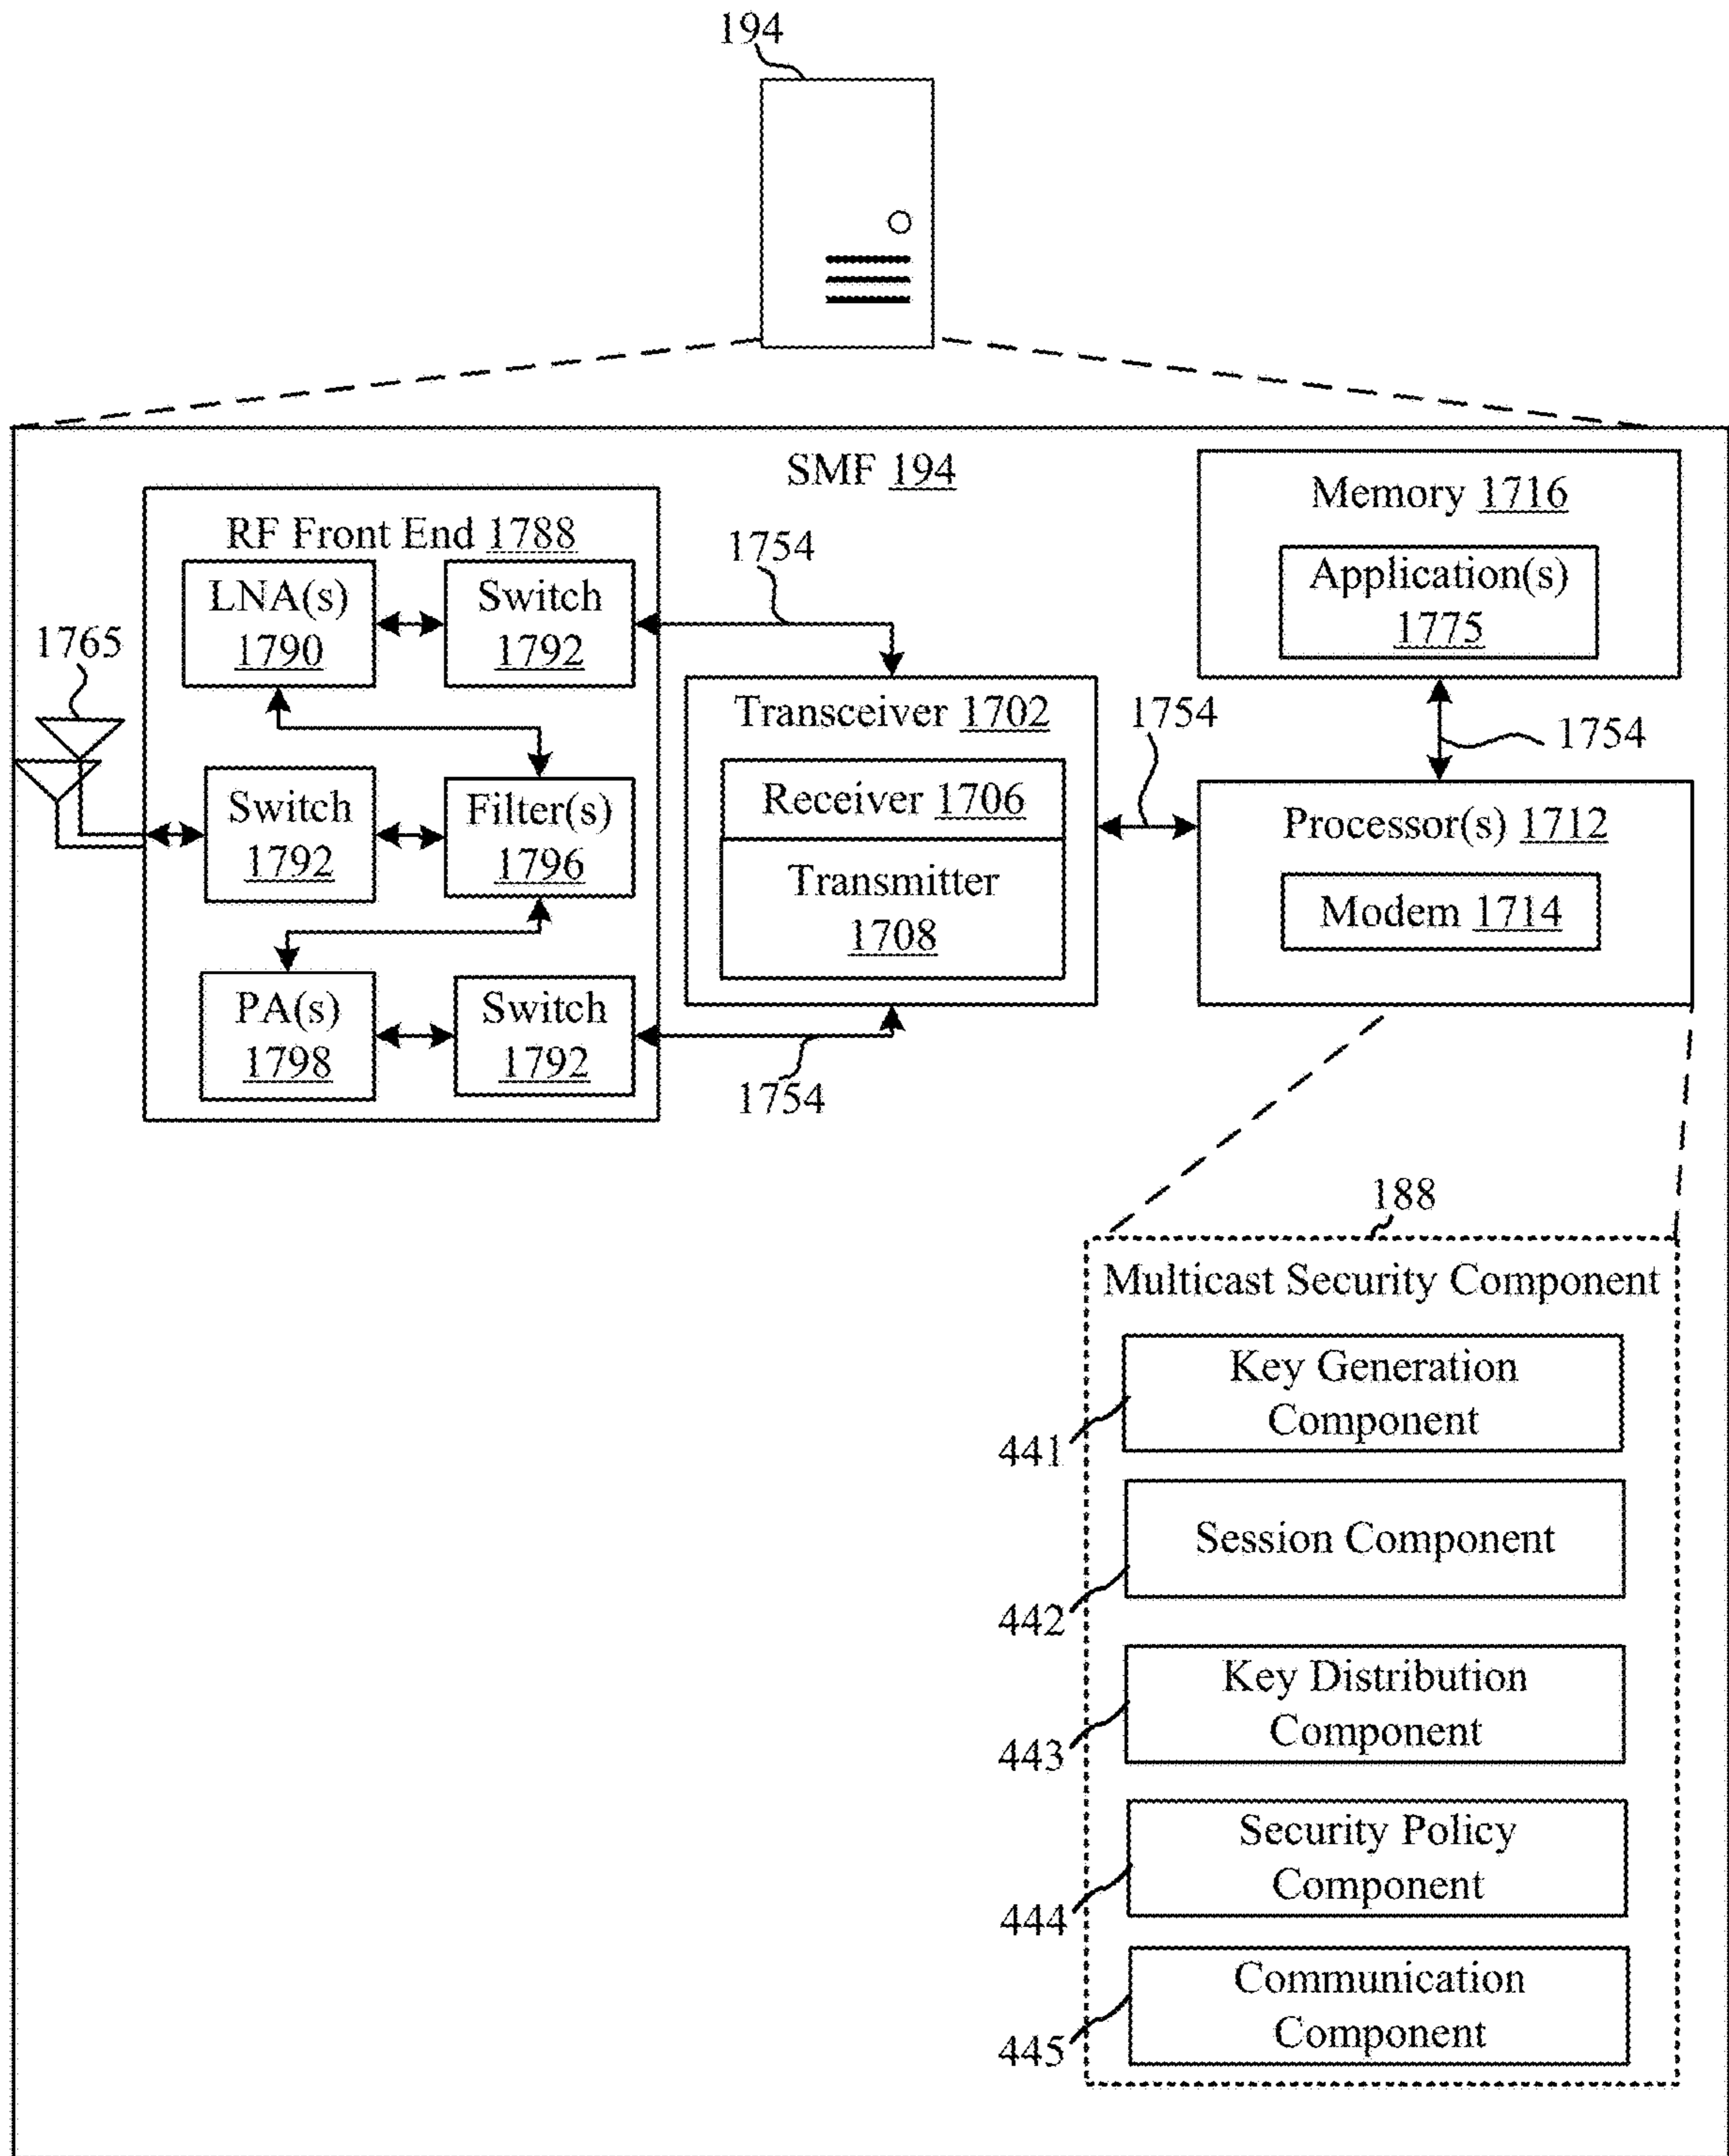 194
SMF 194
RF Front End 1788
LNA(s)
1790
Switch
1792
1754
Memory 1716
Application(s)
1775
1765
Transceiver 1702
Receiver 1706
Transmitter
1708
1754
1754
Switch
1792
Filter(s)
1796
Processor(s) 1712
Modem 1714
PA(s)
1798
Switch
1792
1754
188
Multicast Security Component
Key Generation
Component
441
Session Component
442
Key Distribution
Component
443
Security Policy
Component
444
Communication
Component
445